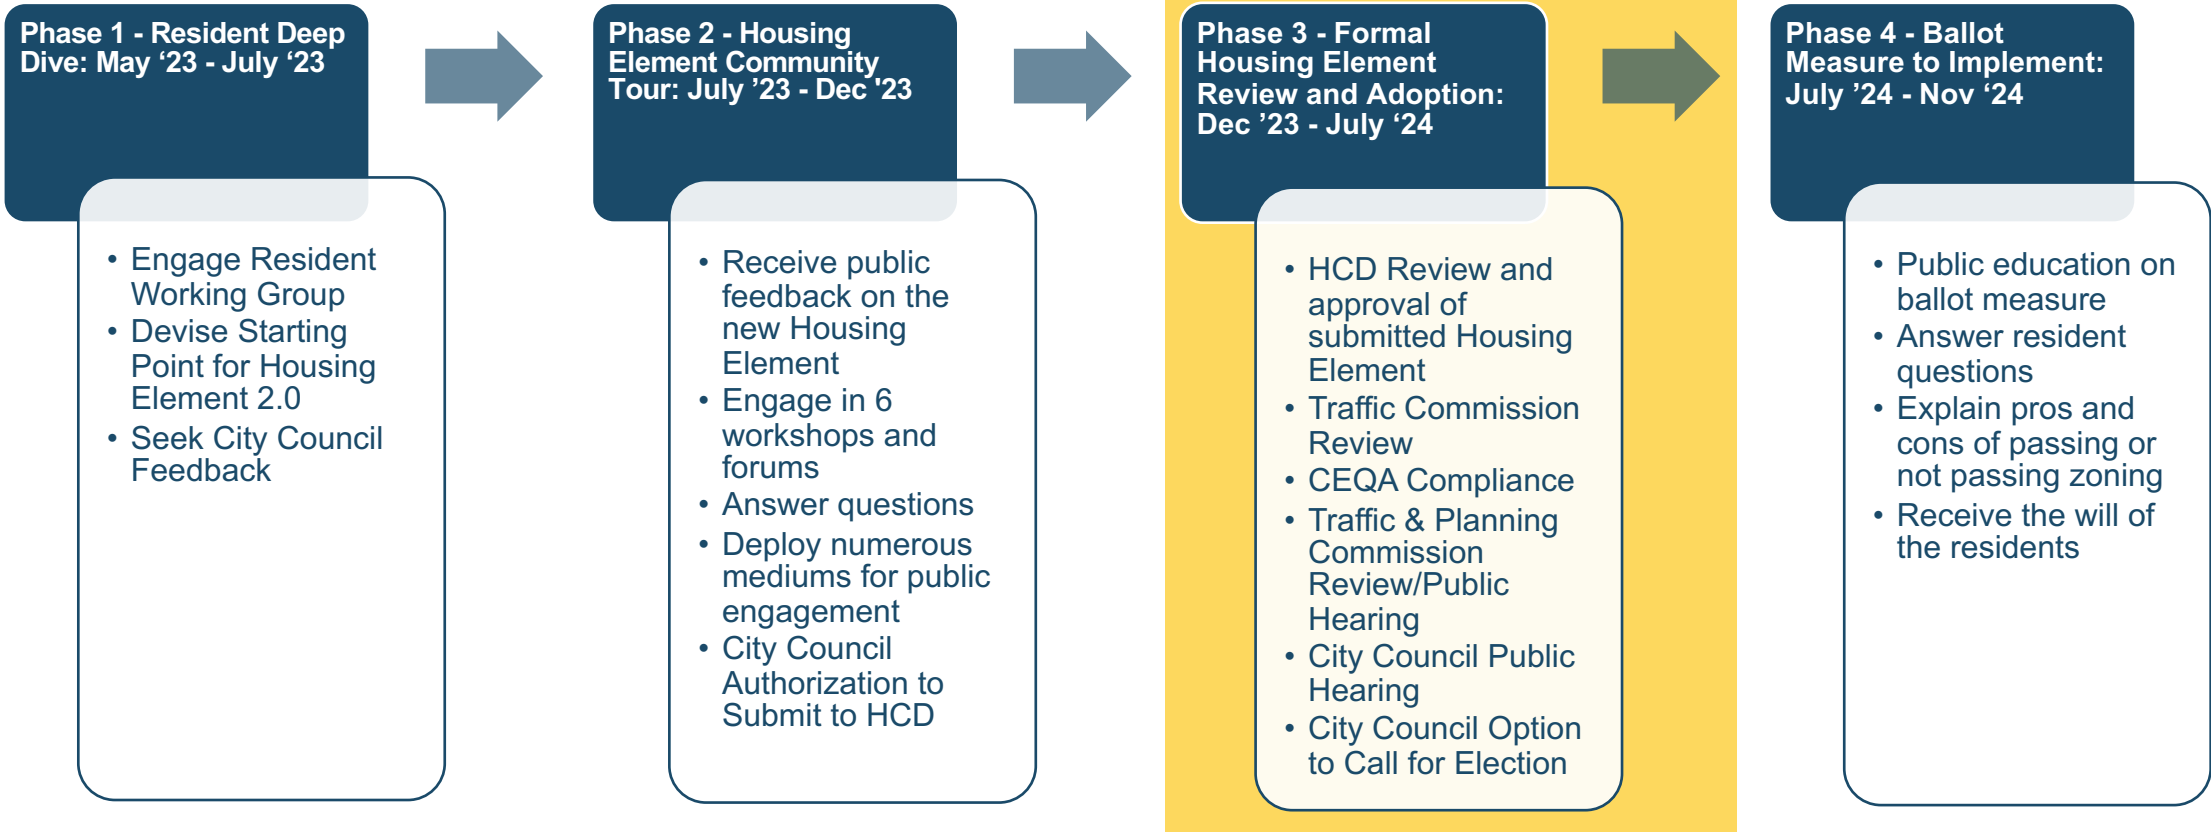 Phase 1 - Resident Deep
Dive: May ‘23 - July ‘23
• Engage Resident
Working Group
• Devise Starting
Point for Housing
Element 2.0
• Seek City Council
Feedback
Phase 2 - Housing
Element Community
Tour: July ’23 - Dec '23
• Receive public
feedback on the
new Housing
Element
• Engage in 6
workshops and
forums
• Answer questions
• Deploy numerous
mediums for public
engagement
• City Council
Authorization to
Submit to HCD
Phase 3 - Formal
Housing Element
Review and Adoption:
Dec ’23 - July ‘24
• HCD Review and
approval of
submitted Housing
Element
• Traffic Commission
Review
• CEQA Compliance
• Traffic & Planning
Commission
Review/Public
Hearing
• City Council Public
Hearing
• City Council Option
to Call for Election
Phase 4 - Ballot
Measure to Implement:
July ’24 - Nov ‘24
• Public education on
ballot measure
• Answer resident
questions
• Explain pros and
cons of passing or
not passing zoning
• Receive the will of
the residents